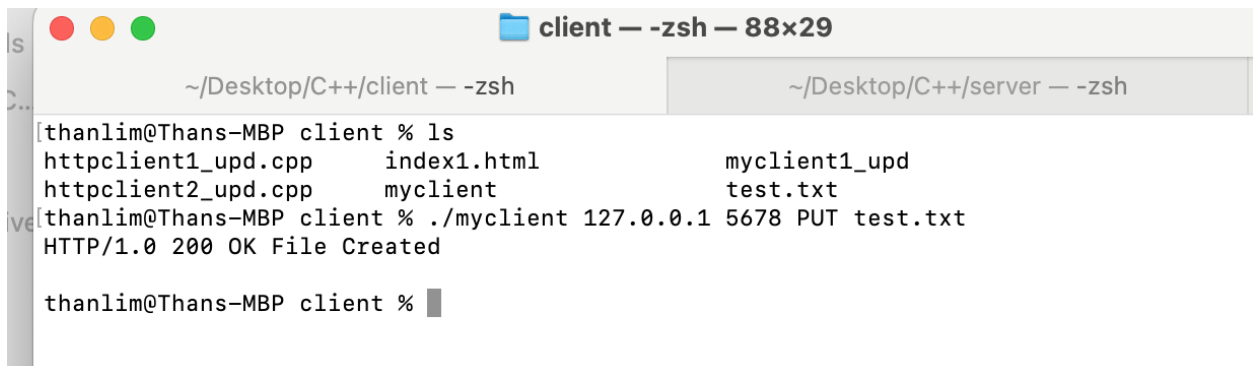 client — -zsh — 88×29
ls
~/Desktop/C++/client — -zsh
~/Desktop/C++/server — -zsh
C...
[thanlim@Thans-MBP client % ls
httpclient1_upd.cpp index1.html myclient1_upd
httpclient2_upd.cpp myclient test.txt
[thanlim@Thans-MBP client % ./myclient 127.0.0.1 5678 PUT test.txt
HTTP/1.0 200 OK File Created
thanlim@Thans-MBP client %